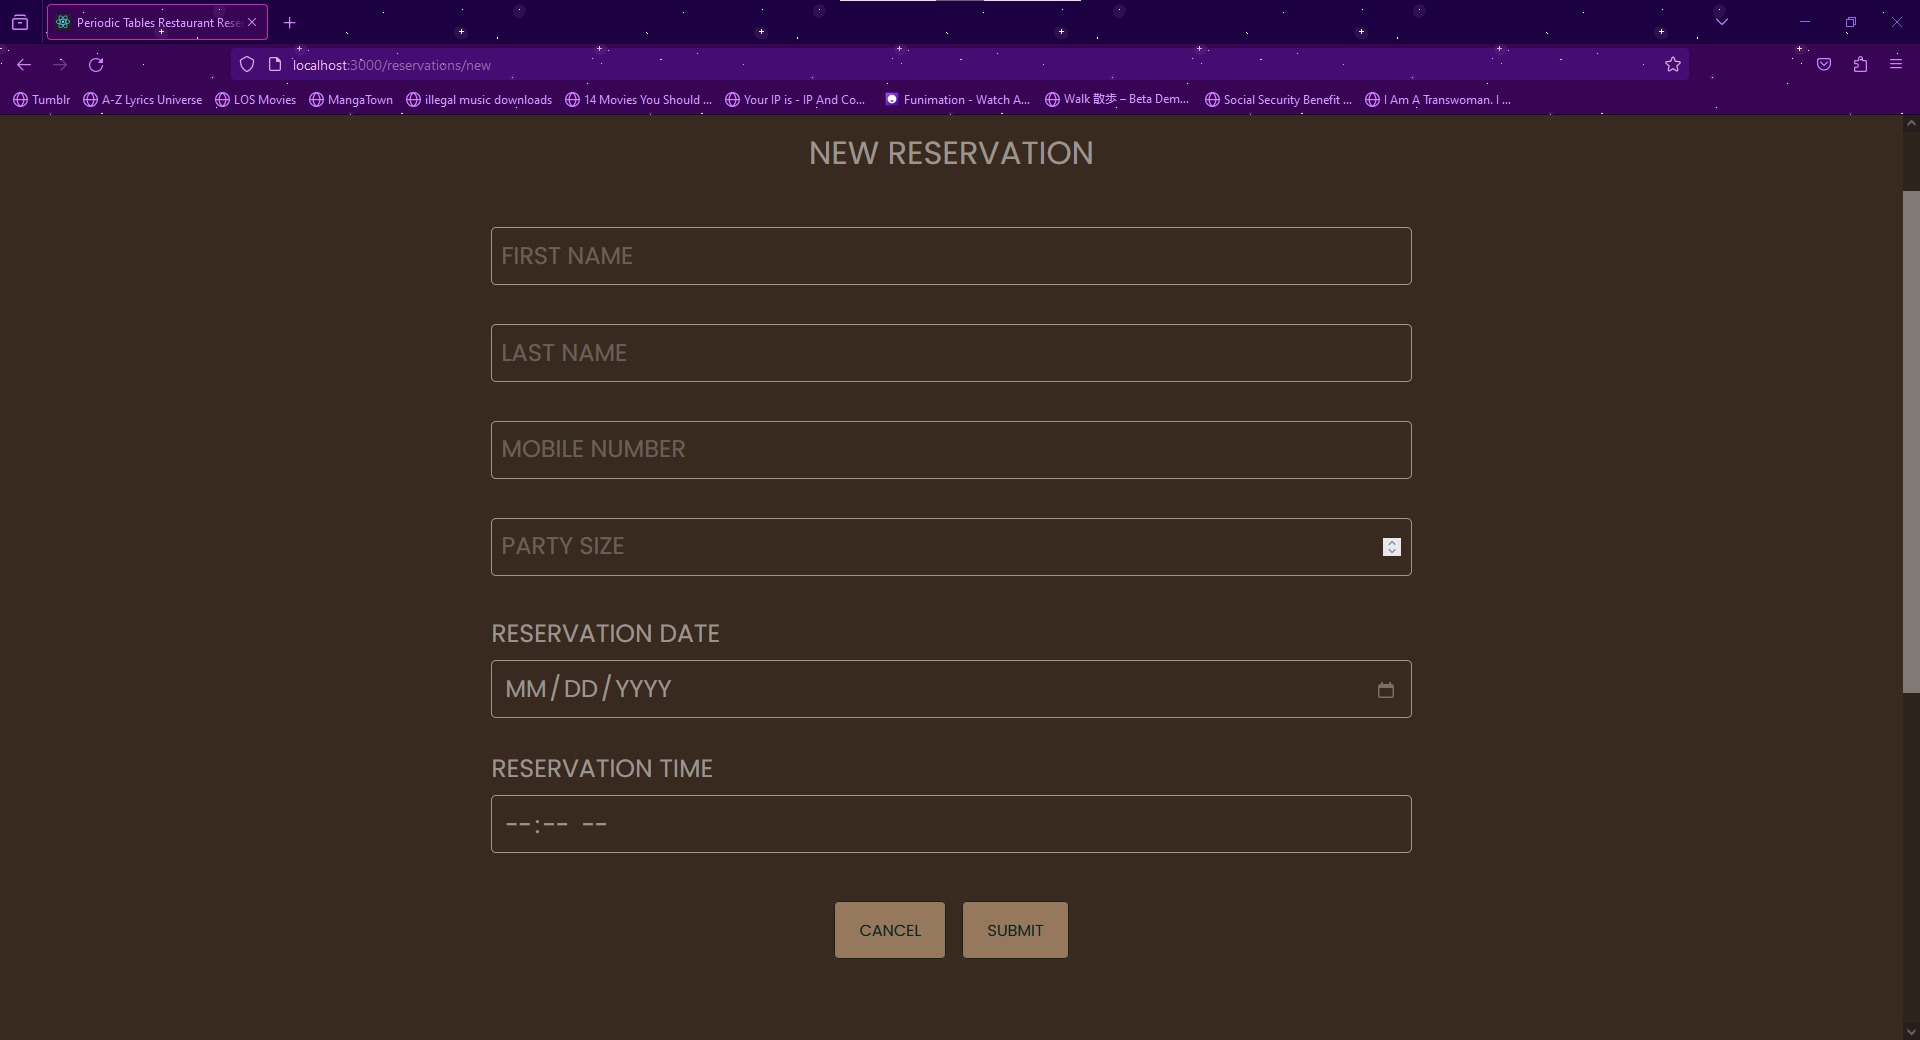 Periodic Tables Restaurant Rese
localhost:3000/reservations/new
Tumblr A-Z Lyrics Universe LOS Movies MangaTown illegal music downloads 14 Movies You Should ... Your IP is - IP And Co... Funimation - Watch A... Walk 散歩 – Beta Dem... Social Security Benefit ... I Am A Transwoman. I ...
NEW RESERVATION
FIRST NAME
LAST NAME
MOBILE NUMBER
PARTY SIZE
RESERVATION DATE
MM/DD/YYYY
RESERVATION TIME
--:-- --
CANCEL SUBMIT